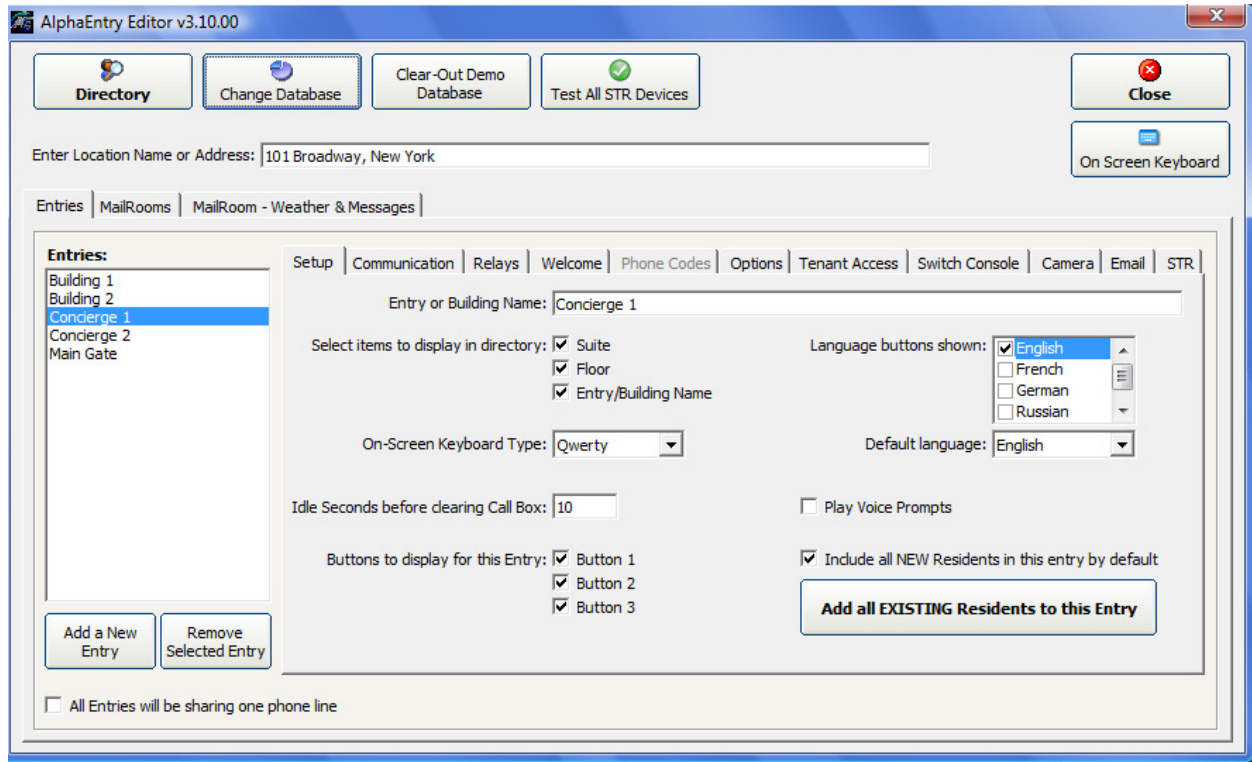 AlphaEntry Editor v3.10.00
Directory
Change Database
Clear-Out Demo
Database
Test All STR Devices
Close
Enter Location Name or Address: 101 Broadway, New York
On Screen Keyboard
Entries MailRooms MailRoom - Weather & Messages
Entries:
Building 1
Building 2
Concierge 1
Concierge 2
Main Gate
Add a New
Entry
Remove
Selected Entry
Setup Communication Relays Welcome Phone Codes Options Tenant Access Switch Console Camera Email STR
Entry or Building Name: Concierge 1
Select items to display in directory: Suite
Floor
Entry/Building Name
Language buttons shown: English
French
German
Russian
On-Screen Keyboard Type: Qwerty
Default language: English
Idle Seconds before clearing Call Box: 10
Play Voice Prompts
Buttons to display for this Entry: Button 1
Button 2
Button 3
Include all NEW Residents in this entry by default
Add all EXISTING Residents to this Entry
All Entries will be sharing one phone line